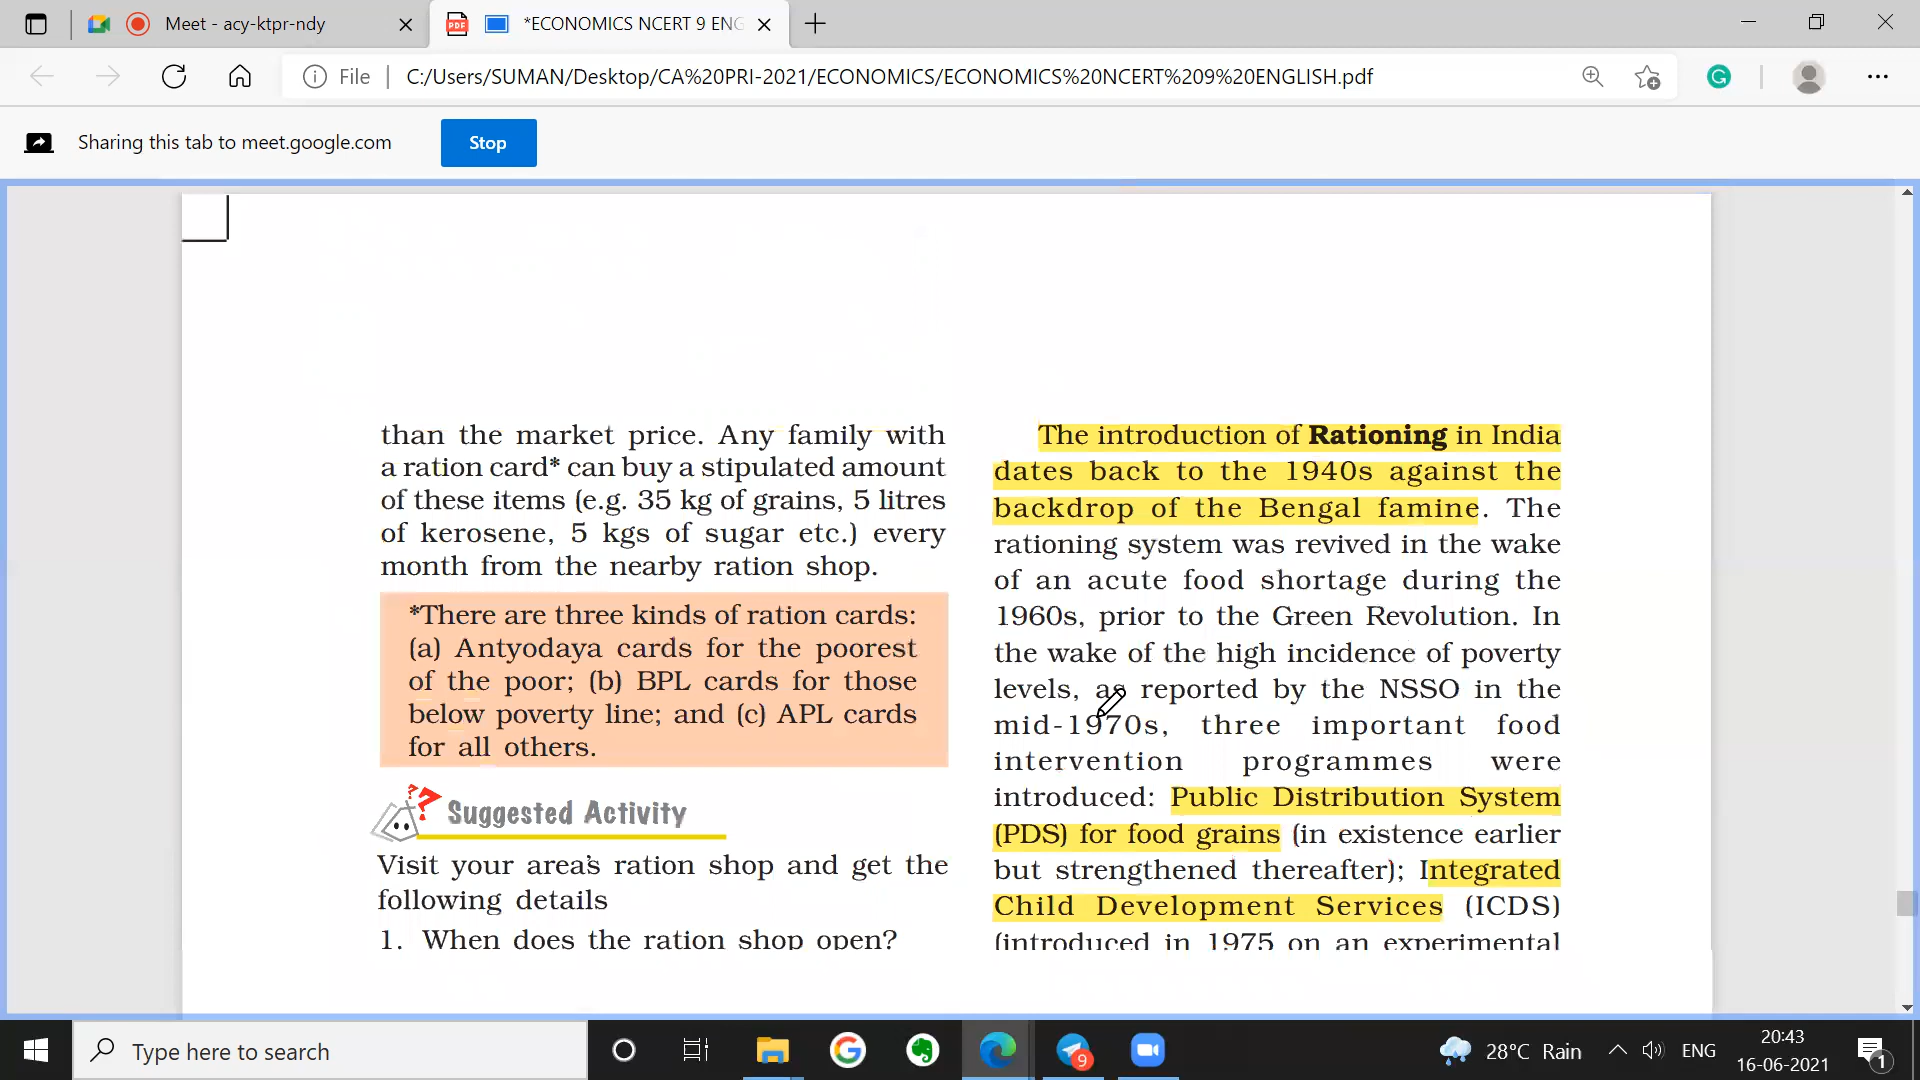 Meet - acy-ktpr-ndy
*ECONOMICS NCERT 9 ENG
File
C:/Users/SUMAN/Desktop/CA%20PRI-2021/ECONOMICS/ECONOMICS%20NCERT%209%20ENGLISH.pdf
Sharing this tab to meet.google.com
Stop
than the market price. Any family with
a ration card* can buy a stipulated amount
of these items (e.g. 35 kg of grains, 5 litres
of kerosene, 5 kgs of sugar etc.) every
month from the nearby ration shop.
*There are three kinds of ration cards:
(a) Antyodaya cards for the poorest
of the poor; (b) BPL cards for those
below poverty line; and (c) APL cards
for all others.
Suggested Activity
Visit your area's ration shop and get the
following details
1. When does the ration shop open?
The introduction of Rationing in India
dates back to the 1940s against the
backdrop of the Bengal famine. The
rationing system was revived in the wake
of an acute food shortage during the
1960s, prior to the Green Revolution. In
the wake of the high incidence of poverty
levels, as reported by the NSSO in the
mid-1970s, three important food
intervention programmes were
introduced: Public Distribution System
(PDS) for food grains (in existence earlier
but strengthened thereafter); Integrated
Child Development Services (ICDS)
(introduced in 1975 on an experimental
Type here to search
9
28°C Rain
ENG
20:43
16-06-2021
1